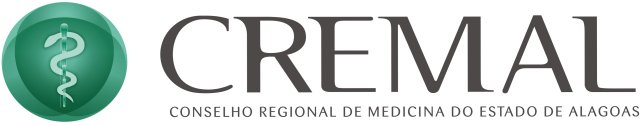 CREMAL
CONSELHO REGIONAL DE MEDICINA DO ESTADO DE ALAGOAS